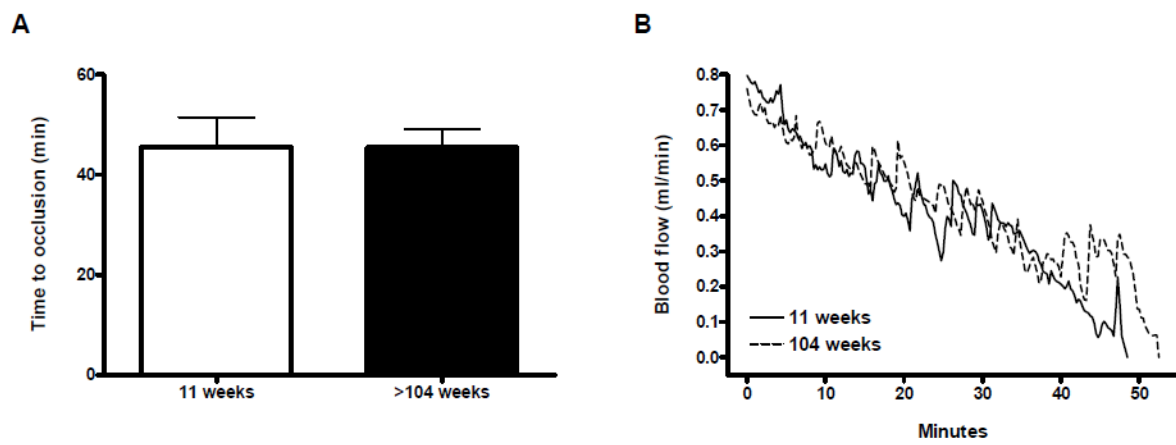 A
Time to occlusion (min)
60
40
20
0
11 weeks
>104 weeks
B
Blood flow (ml/min)
0.8
0.7
0.6
0.5
0.4
0.3
0.2
0.1
0.0
11 weeks
104 weeks
0 10 20 30 40 50
Minutes